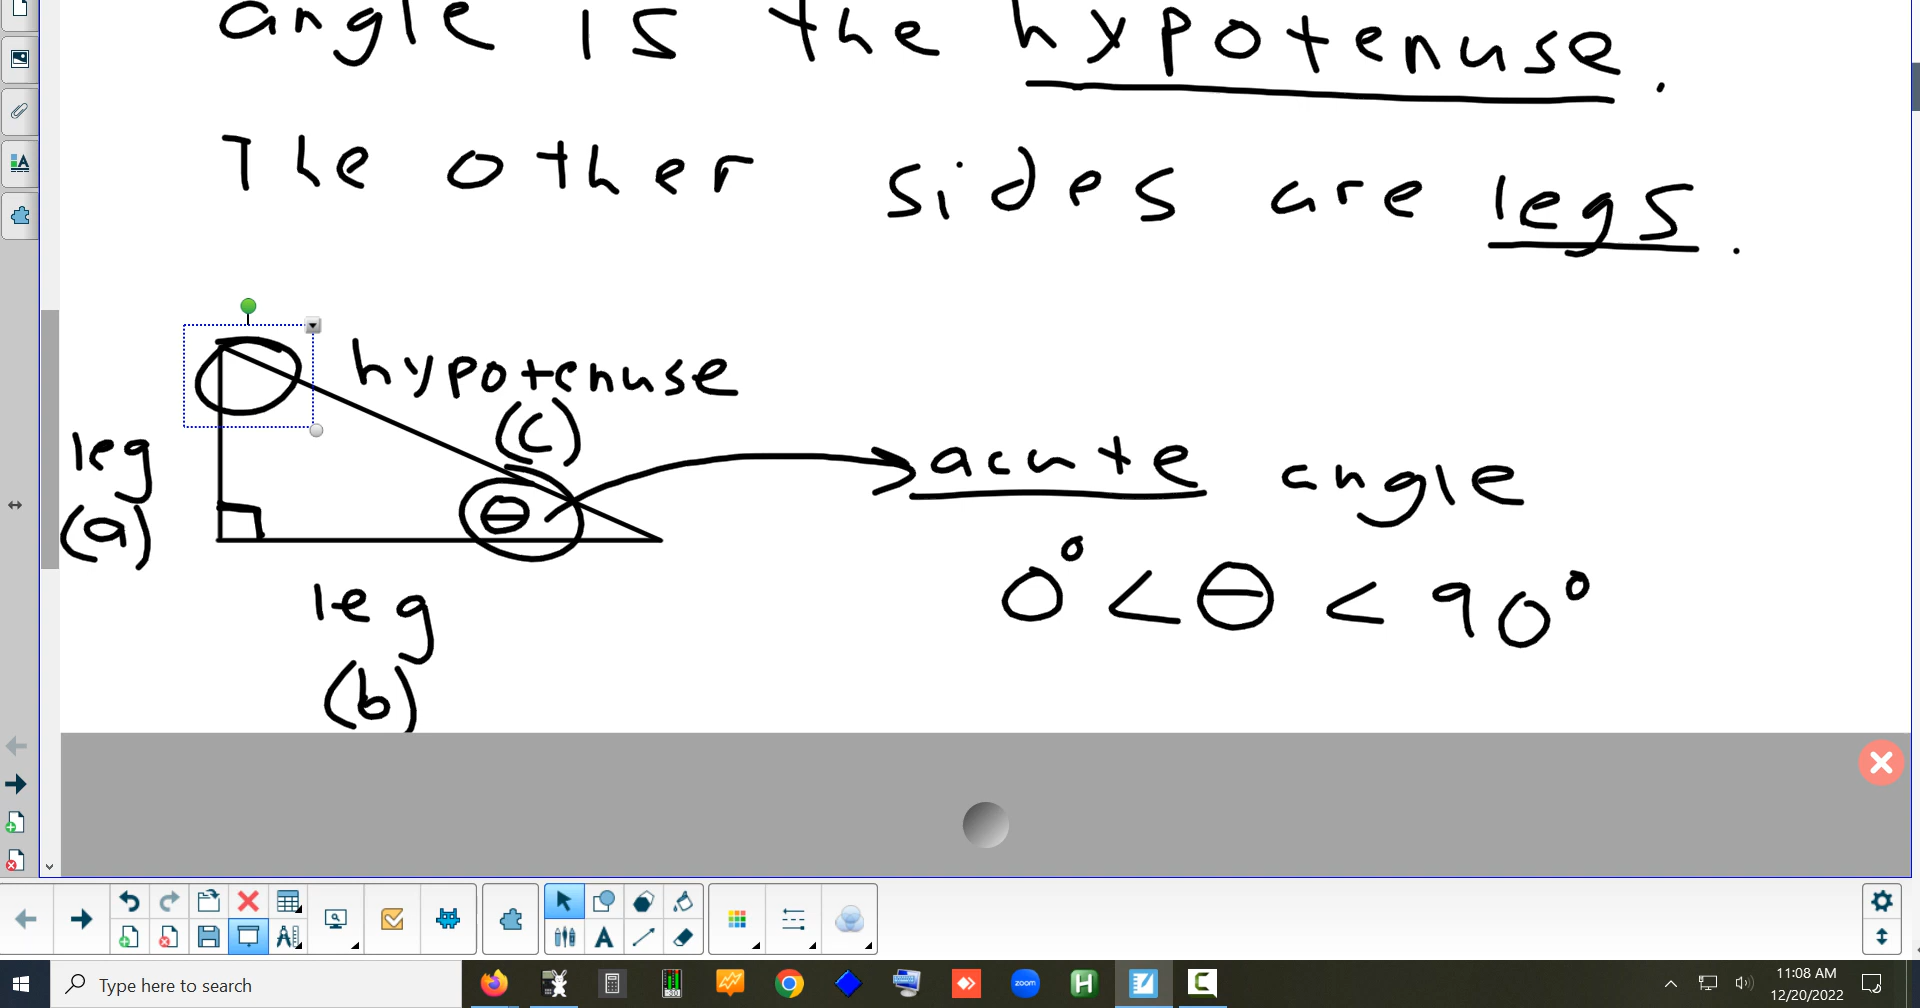 angle is the hypotenuse.
The other sides are legs.
hypotenuse
(c)
leg
(a)
θ
acute angle
0° < θ < 90°
leg
(b)
A
zoom
H
Type here to search
11:08 AM
12/20/2022